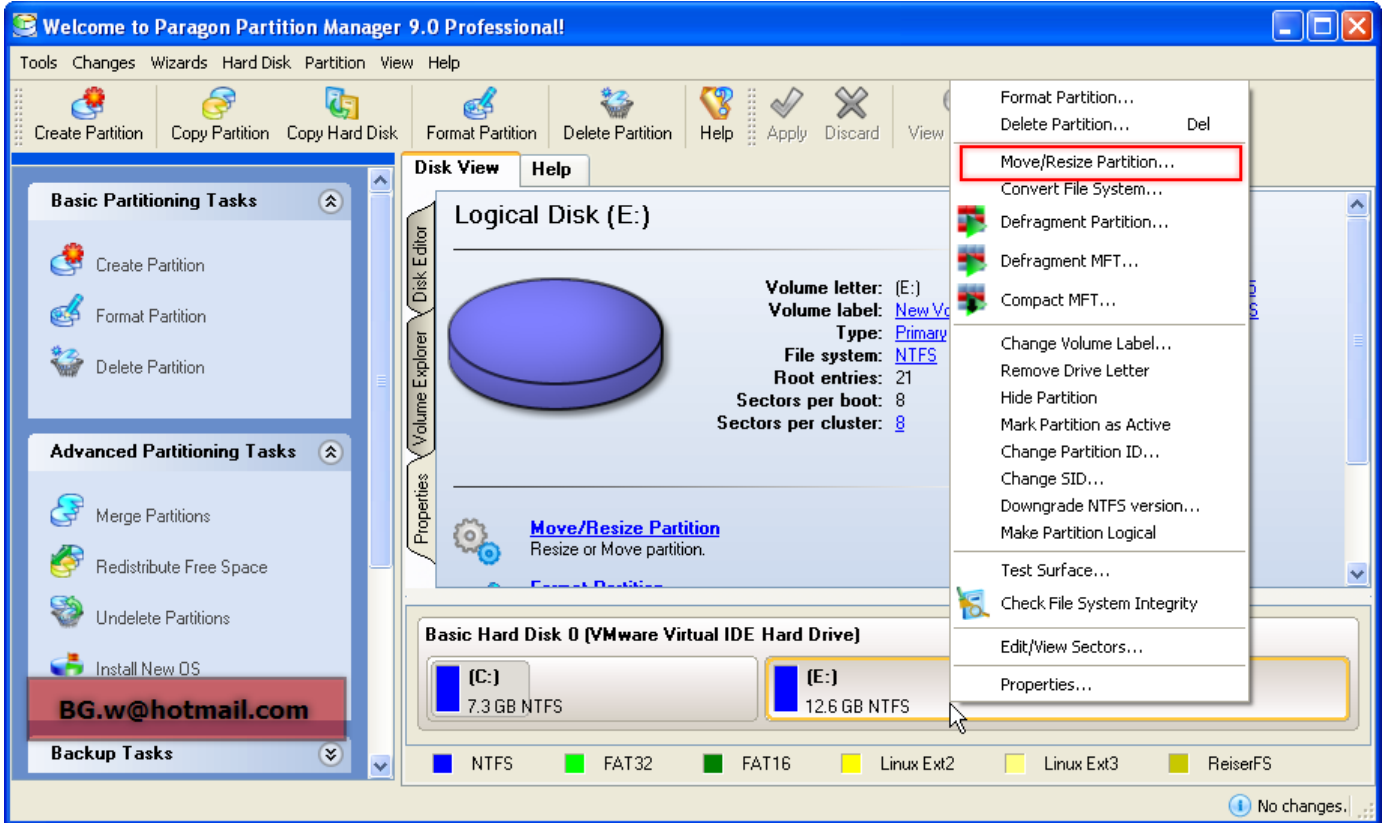 Welcome to Paragon Partition Manager 9.0 Professional!
Tools Changes Wizards Hard Disk Partition View Help
Create Partition Copy Partition Copy Hard Disk Format Partition Delete Partition Help Apply Discard View
Basic Partitioning Tasks
Create Partition
Format Partition
Delete Partition
Advanced Partitioning Tasks
Merge Partitions
Redistribute Free Space
Undelete Partitions
Install New OS
BG.w@hotmail.com
Backup Tasks
Disk View Help
Disk Editor
Volume Explorer
Properties
Logical Disk (E:)
Volume letter: (E:)
Volume label: New
Type: Primary
File system: NTFS
Root entries: 21
Sectors per boot: 8
Sectors per cluster: 8
Move/Resize Partition
Resize or Move partition.
Format Partition
Format Partition...
Delete Partition... Del
Move/Resize Partition...
Convert File System...
Defragment Partition...
Defragment MFT...
Compact MFT...
Change Volume Label...
Remove Drive Letter
Hide Partition
Mark Partition as Active
Change Partition ID...
Change SID...
Downgrade NTFS version...
Make Partition Logical
Test Surface...
Check File System Integrity
Edit/View Sectors...
Properties...
Basic Hard Disk 0 (VMware Virtual IDE Hard Drive)
(C:)
7.3 GB NTFS
(E:)
12.6 GB NTFS
NTFS FAT32 FAT16 Linux Ext2 Linux Ext3 ReiserFS
No changes.